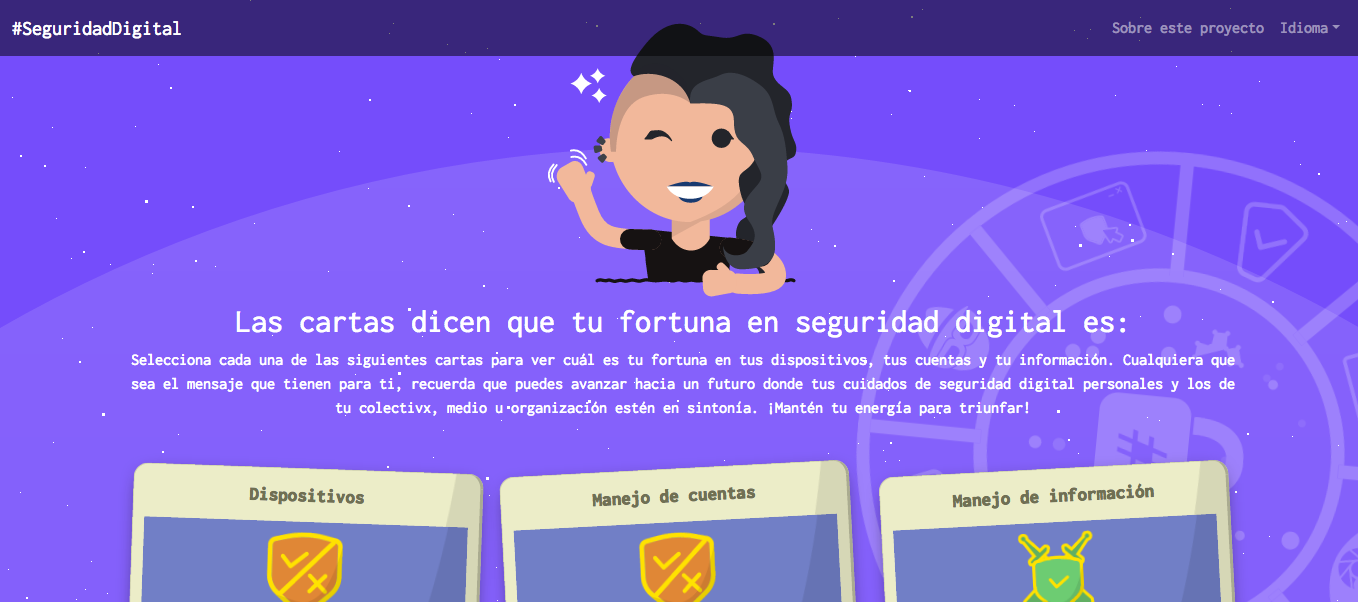 #SeguridadDigital
Sobre este proyecto
Idioma
Las cartas dicen que tu fortuna en seguridad digital es:
Selecciona cada una de las siguientes cartas para ver cuál es tu fortuna en tus dispositivos, tus cuentas y tu información. Cualquiera que
sea el mensaje que tienen para ti, recuerda que puedes avanzar hacia un futuro donde tus cuidados de seguridad digital personales y los de
tu colectivx, medio u organización estén en sintonía. ¡Mantén tu energía para triunfar!
Dispositivos
Manejo de cuentas
Manejo de información